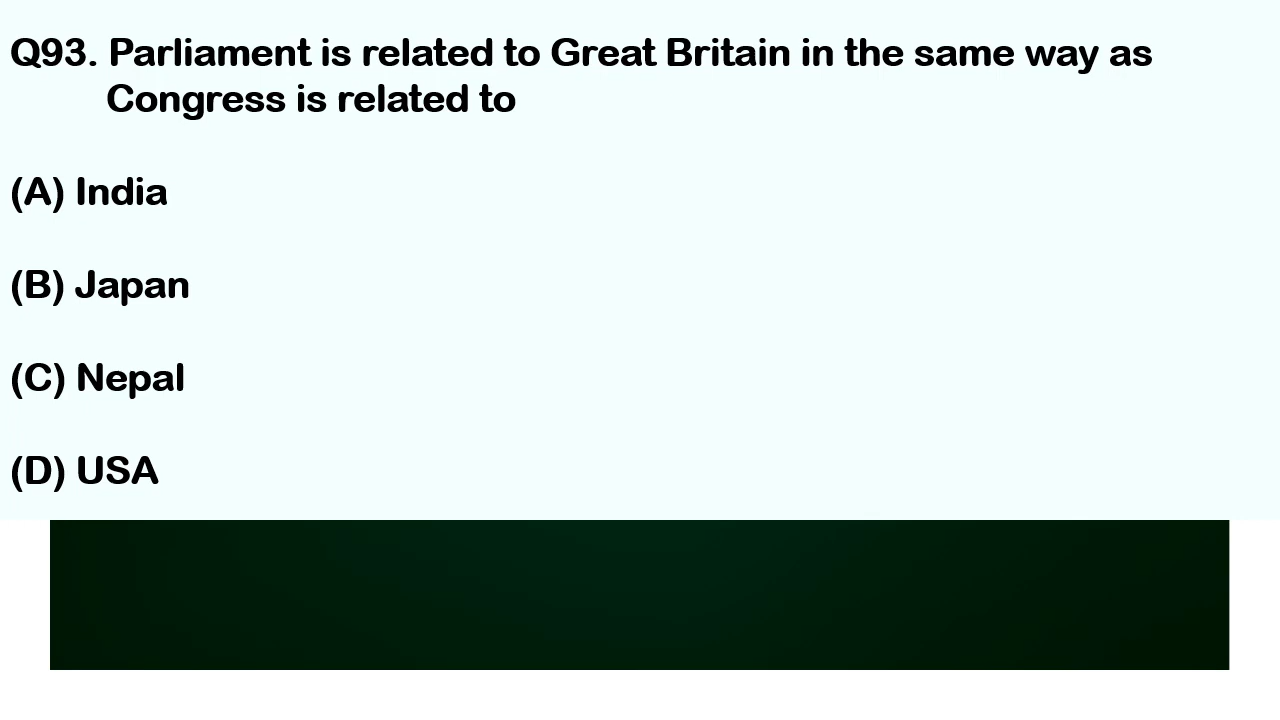 Q93. Parliament is related to Great Britain in the same way as
Congress is related to
(A) India
(B) Japan
(C) Nepal
(D) USA